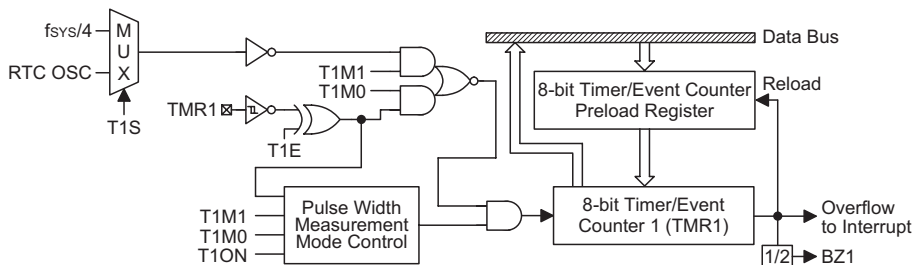 fSYS/4
M
U
X
RTC OSC
T1S
T1M1
T1M0
TMR1
T1E
Data Bus
8-bit Timer/Event Counter
Preload Register
Reload
T1M1
T1M0
T1ON
Pulse Width
Measurement
Mode Control
8-bit Timer/Event
Counter 1 (TMR1)
Overflow
to Interrupt
1/2
BZ1